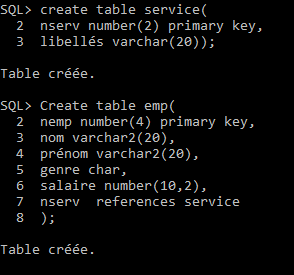 SQL> create table service(
  2  nserv number(2) primary key,
  3  libellés varchar(20));
Table créée.
SQL> Create table emp(
  2  nemp number(4) primary key,
  3  nom varchar2(20),
  4  prénom varchar2(20),
  5  genre char,
  6  salaire number(10,2),
  7  nserv  references service
  8  );
Table créée.